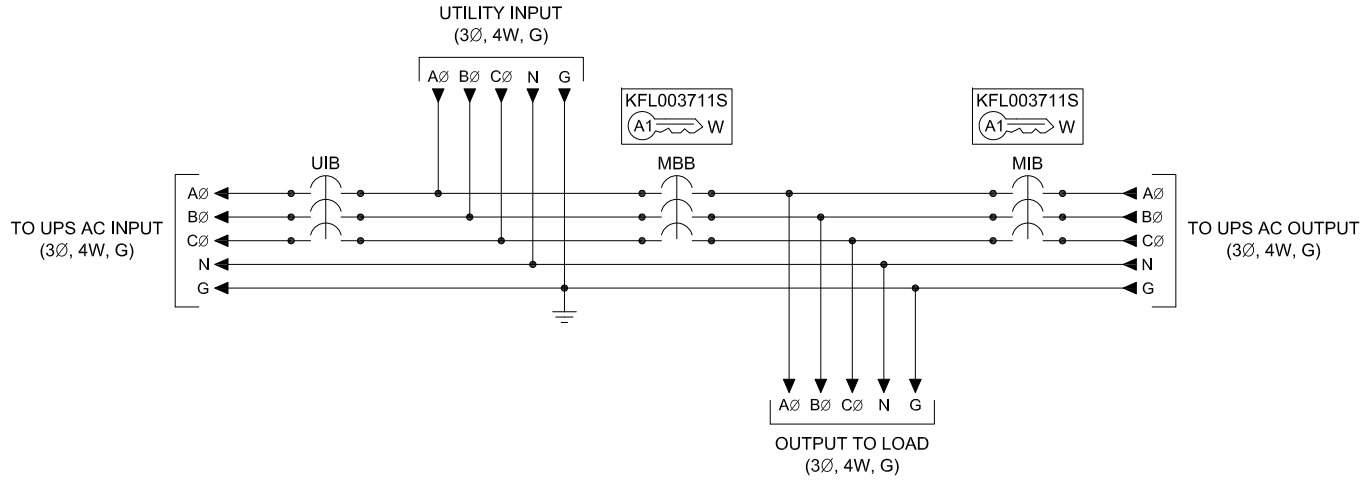 UTILITY INPUT
(3Ø, 4W, G)
AØ BØ CØ N G
KFL003711S
A1 W
KFL003711S
A1 W
UIB
MBB
MIB
TO UPS AC INPUT
(3Ø, 4W, G)
AØ
BØ
CØ
N
G
AØ
BØ
CØ
N
G
TO UPS AC OUTPUT
(3Ø, 4W, G)
AØ BØ CØ N G
OUTPUT TO LOAD
(3Ø, 4W, G)